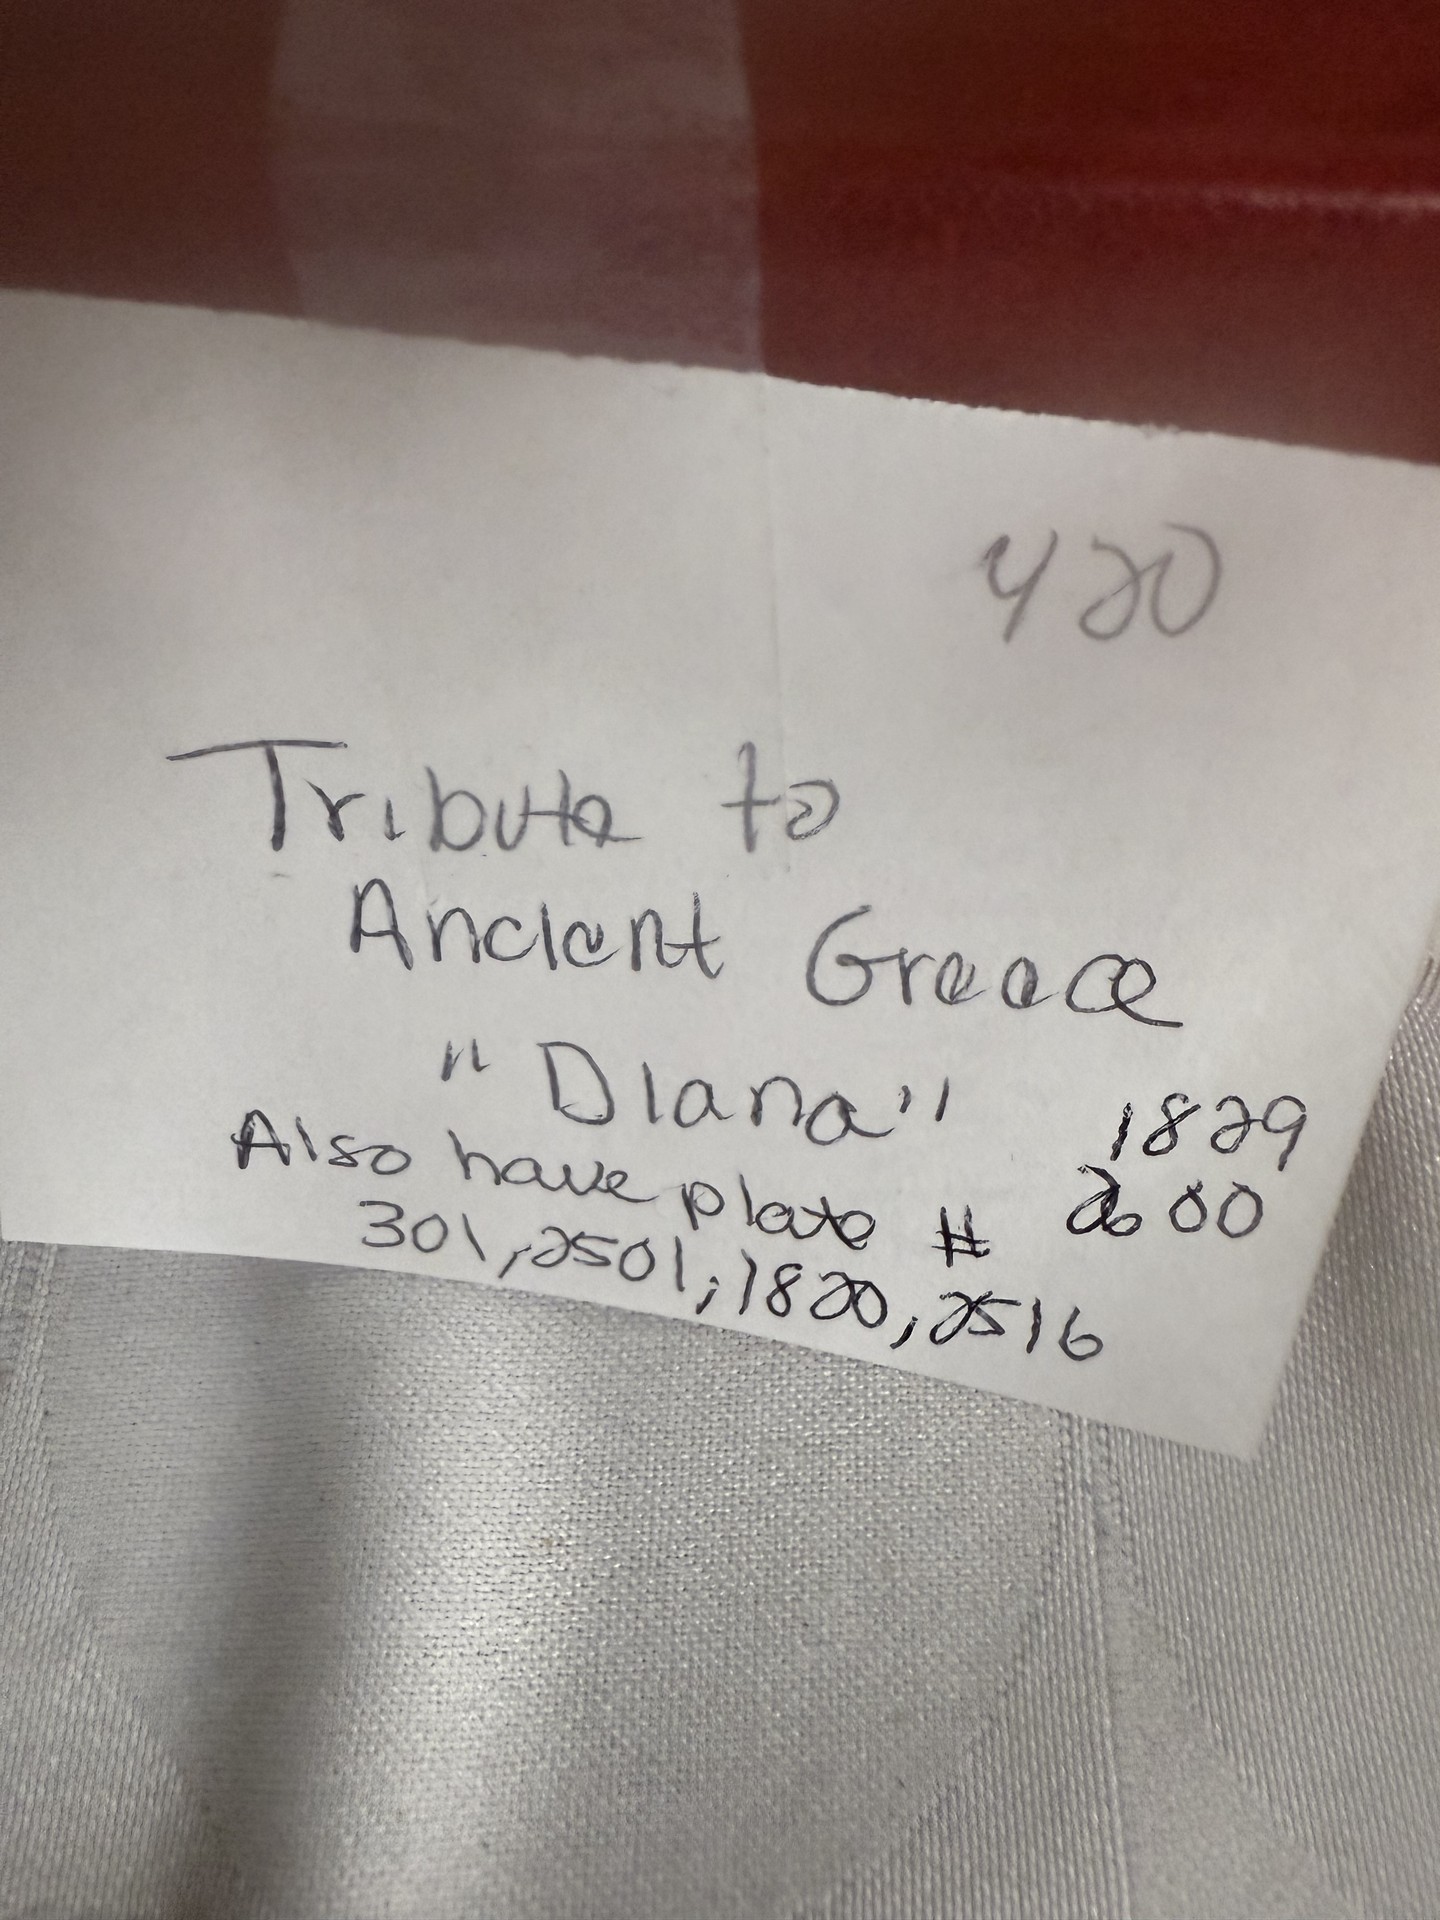 420
Tribute to
Ancient Greece
"Diana" 1829
Also have plate # 2600
301, 2501, 1820, 2516